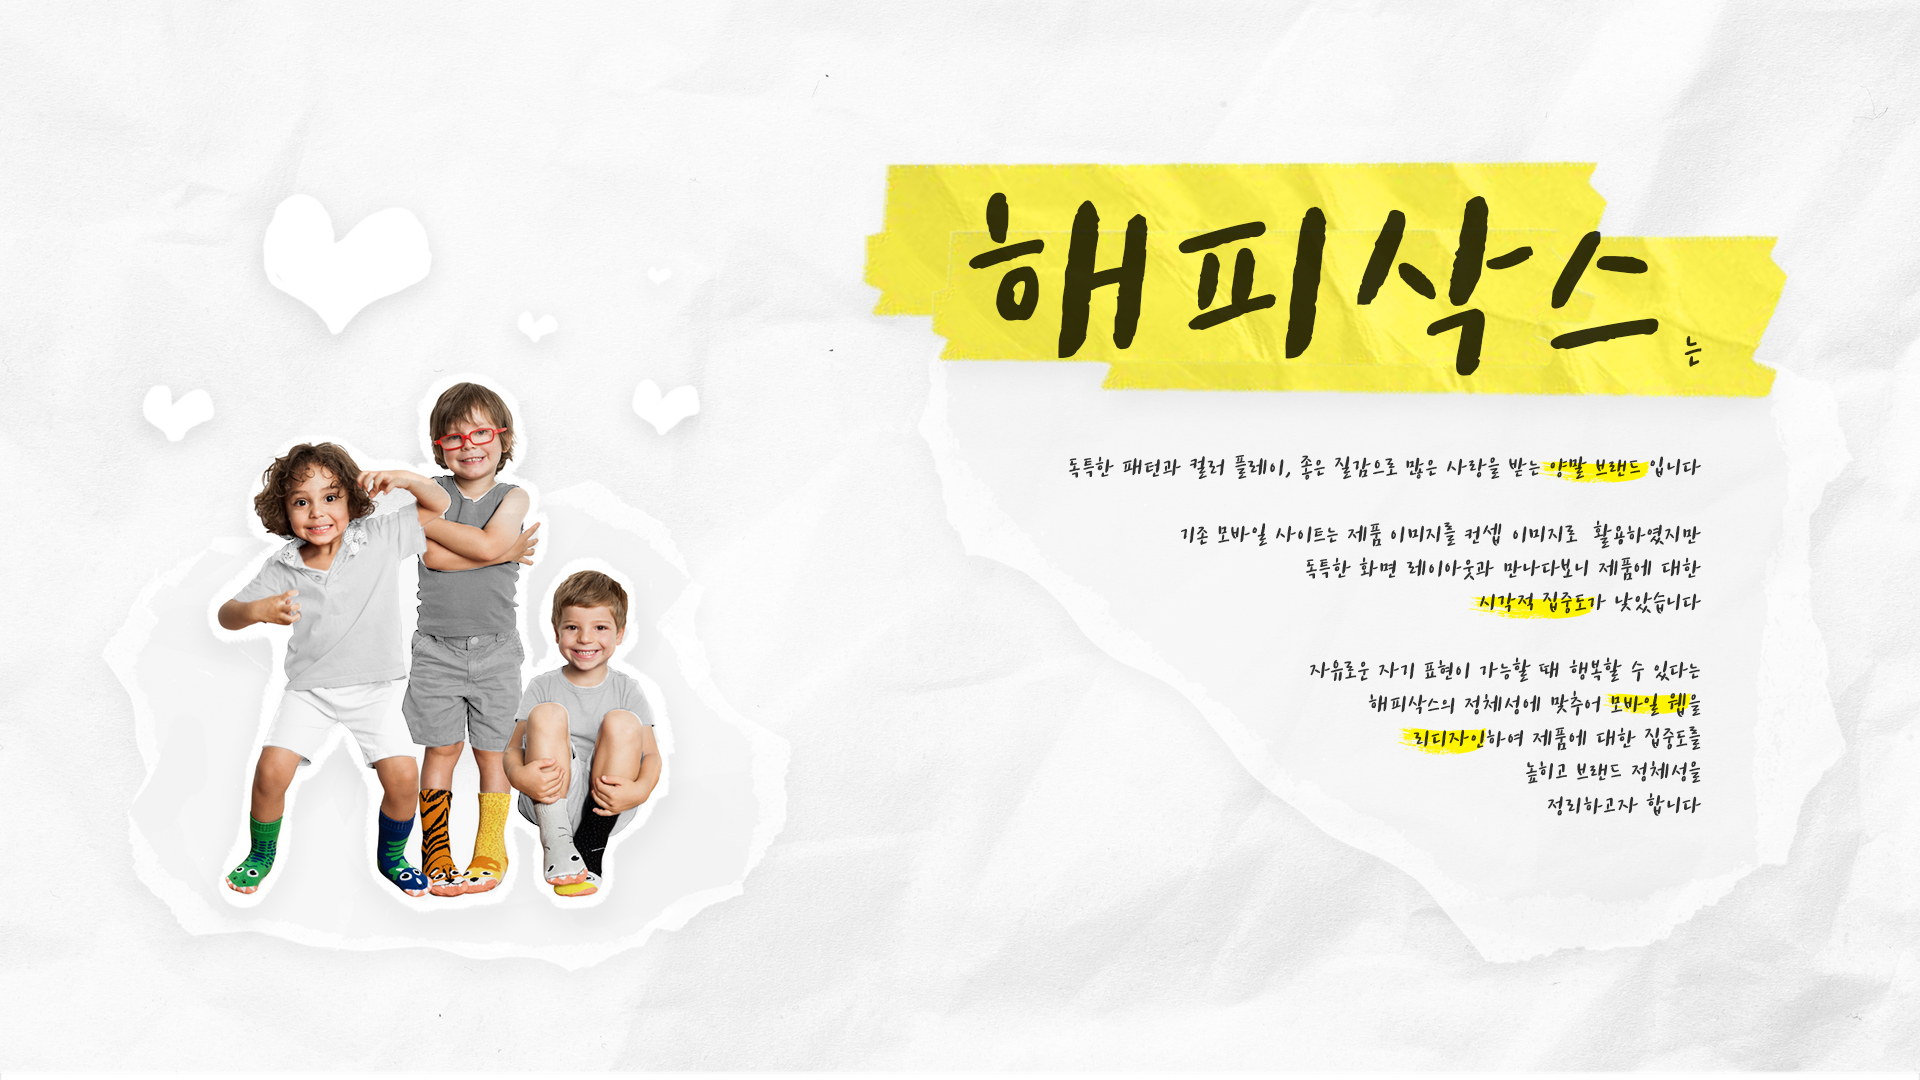 해피삭스는
독특한 패턴과 컬러 플레이, 좋은 질감으로 많은 사랑을 받는 양말 브랜드 입니다
기존 모바일 사이트는 제품 이미지를 컨셉 이미지로 활용하였지만
독특한 화면 레이아웃과 만나다보니 제품에 대한
시각적 집중도가 낮았습니다
자유로운 자기 표현이 가능할 때 행복할 수 있다는
해피삭스의 정체성에 맞추어 모바일 웹을
리디자인하여 제품에 대한 집중도를
높히고 브랜드 정체성을
정리하고자 합니다